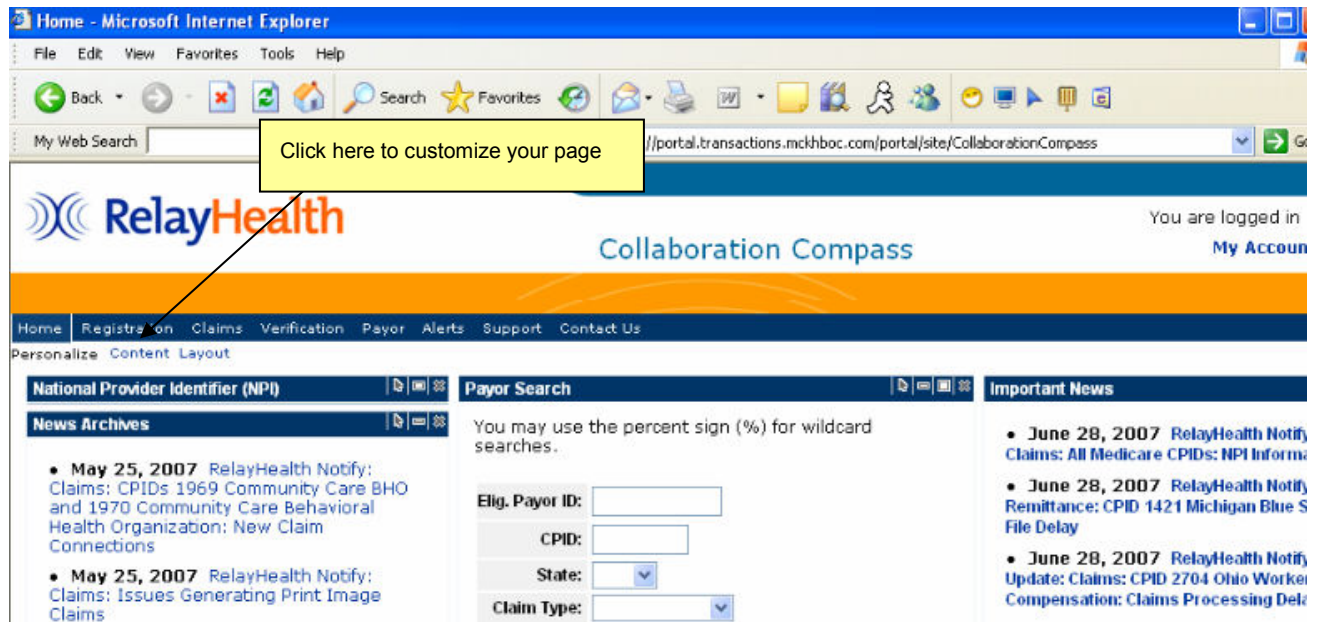 Home - Microsoft Internet Explorer
File Edit View Favorites Tools Help
Back Search Favorites
My Web Search
Click here to customize your page
//portal.transactions.mckhboc.com/portal/site/CollaborationCompass
RelayHealth
Collaboration Compass
You are logged in
My Accoun
Home Registration Claims Verification Payor Alerts Support Contact Us
Personalize Content Layout
National Provider Identifier (NPI)
News Archives
• May 25, 2007 RelayHealth Notify:
Claims: CPIDs 1969 Community Care BHO
and 1970 Community Care Behavioral
Health Organization: New Claim
Connections
• May 25, 2007 RelayHealth Notify:
Claims: Issues Generating Print Image
Claims
Payor Search
You may use the percent sign (%) for wildcard
searches.
Elig. Payor ID:
CPID:
State:
Claim Type:
Important News
• June 28, 2007 RelayHealth Notify
Claims: All Medicare CPIDs: NPI Informa
• June 28, 2007 RelayHealth Notify
Remittance: CPID 1421 Michigan Blue S
File Delay
• June 28, 2007 RelayHealth Notify
Update: Claims: CPID 2704 Ohio Worker
Compensation: Claims Processing Dela